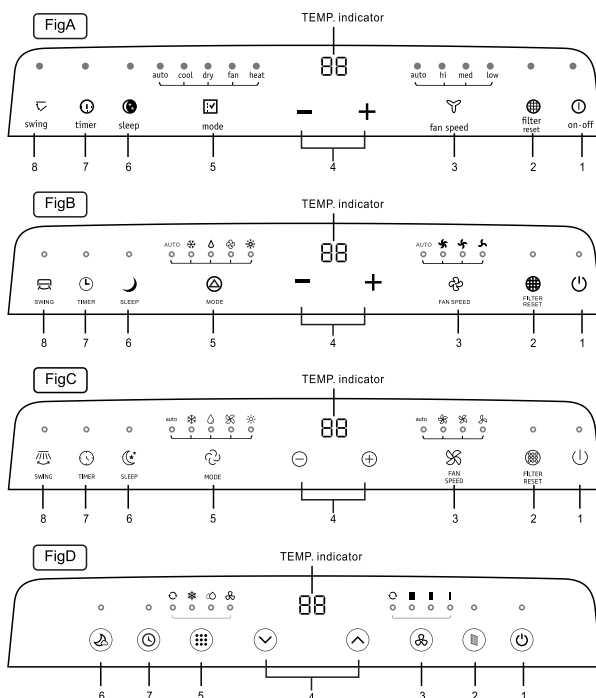 FigA
TEMP. indicator
88
auto cool dry fan heat
auto hi med low
swing timer sleep mode fan speed filter reset on-off
8 7 6 5 4 3 2 1
FigB
TEMP. indicator
88
AUTO
AUTO
SWING TIMER SLEEP MODE FAN SPEED FILTER RESET
8 7 6 5 4 3 2 1
FigC
TEMP. indicator
88
auto
auto
SWING TIMER SLEEP MODE FAN SPEED FILTER RESET
8 7 6 5 4 3 2 1
FigD
TEMP. indicator
88
6 7 5 4 3 2 1